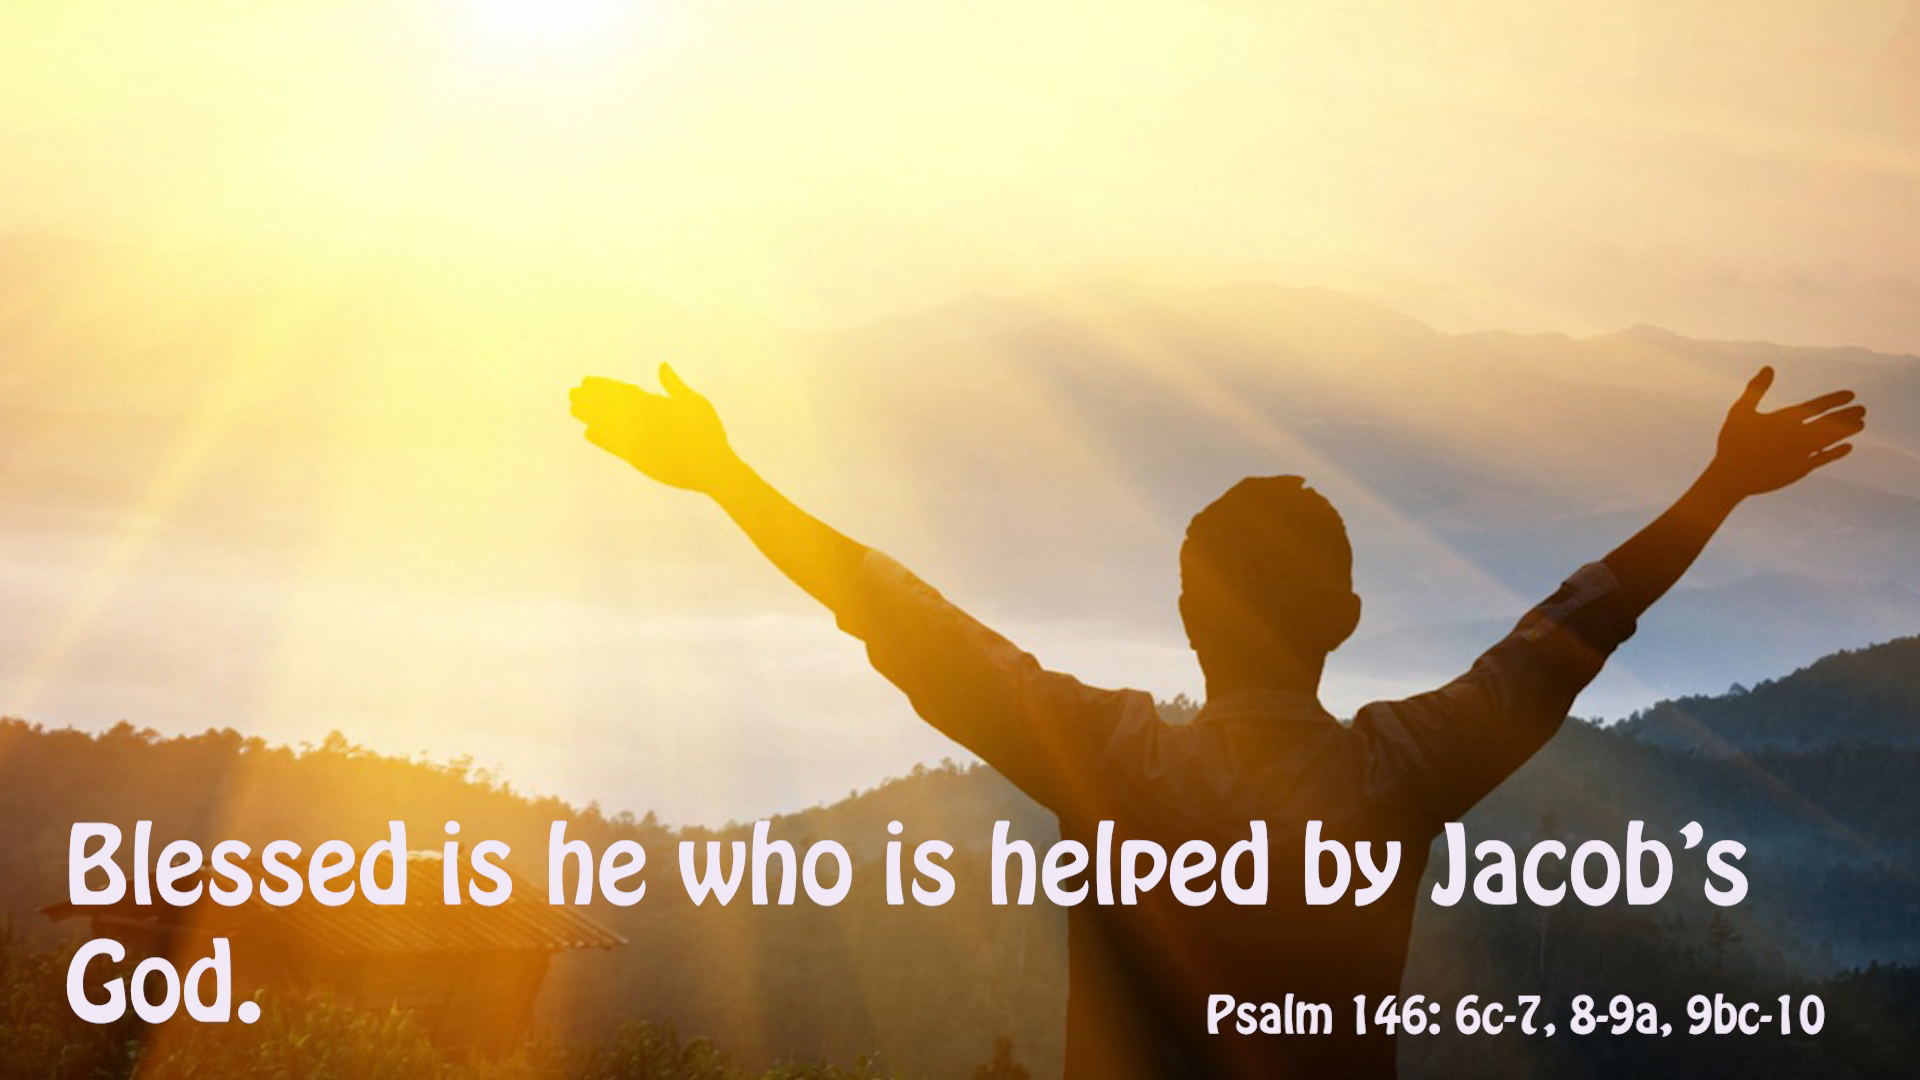 Blessed is he who is helped by Jacob’s
God.
Psalm 146: 6c-7, 8-9a, 9bc-10